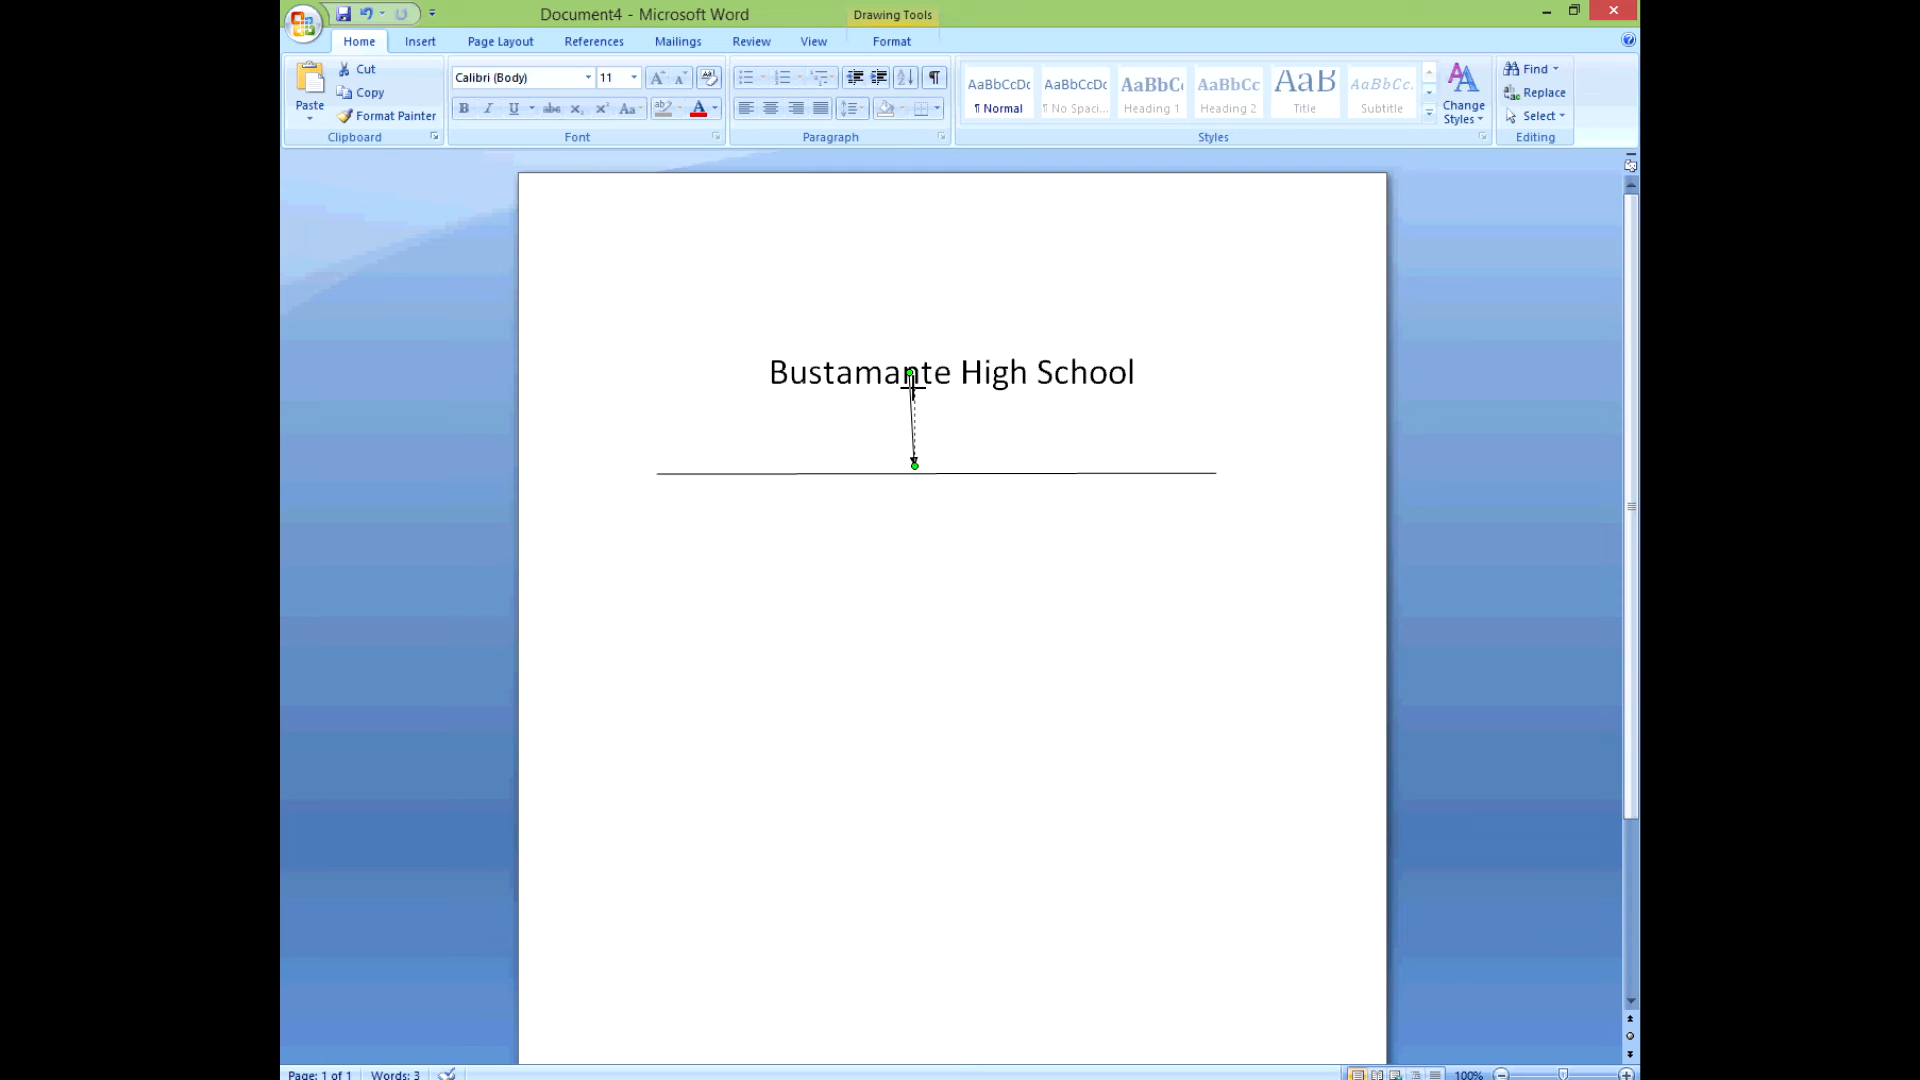 Document4 - Microsoft Word
Drawing Tools
Home Insert Page Layout References Mailings Review View Format
Paste
Cut
Copy
Format Painter
Clipboard
Calibri (Body) 11
Font
Paragraph
AaBbCcDc AaBbCcDc AaBbC AaBbCc AaB AaBbCc.
¶ Normal ¶ No Spaci... Heading 1 Heading 2 Title Subtitle
Change Styles
Styles
Find
Replace
Select
Editing
Bustamante High School
Page: 1 of 1 Words: 3 100%